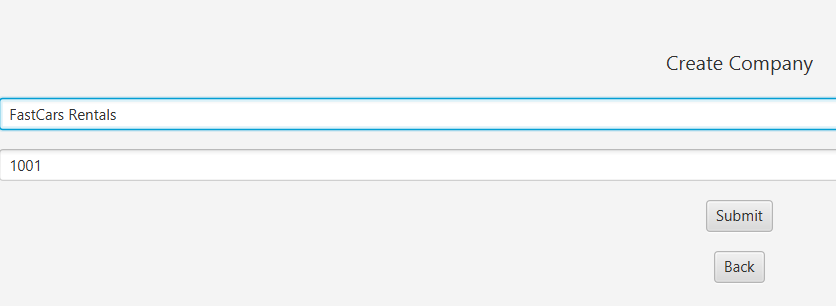 Create Company
FastCars Rentals
1001
Submit
Back